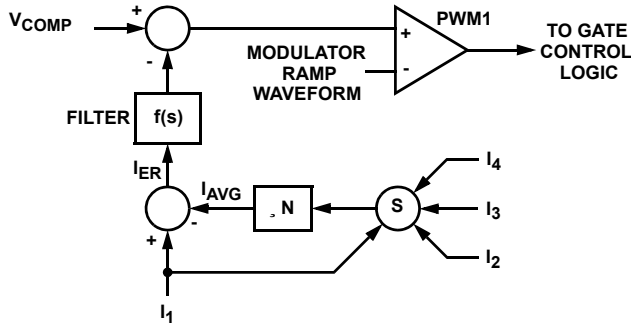 V_COMP
+
-
PWM1
+
-
MODULATOR
RAMP
WAVEFORM
TO GATE
CONTROL
LOGIC
FILTER
f(s)
I_ER
I_AVG
¸ N
S
I_4
I_3
I_2
+
-
I_1